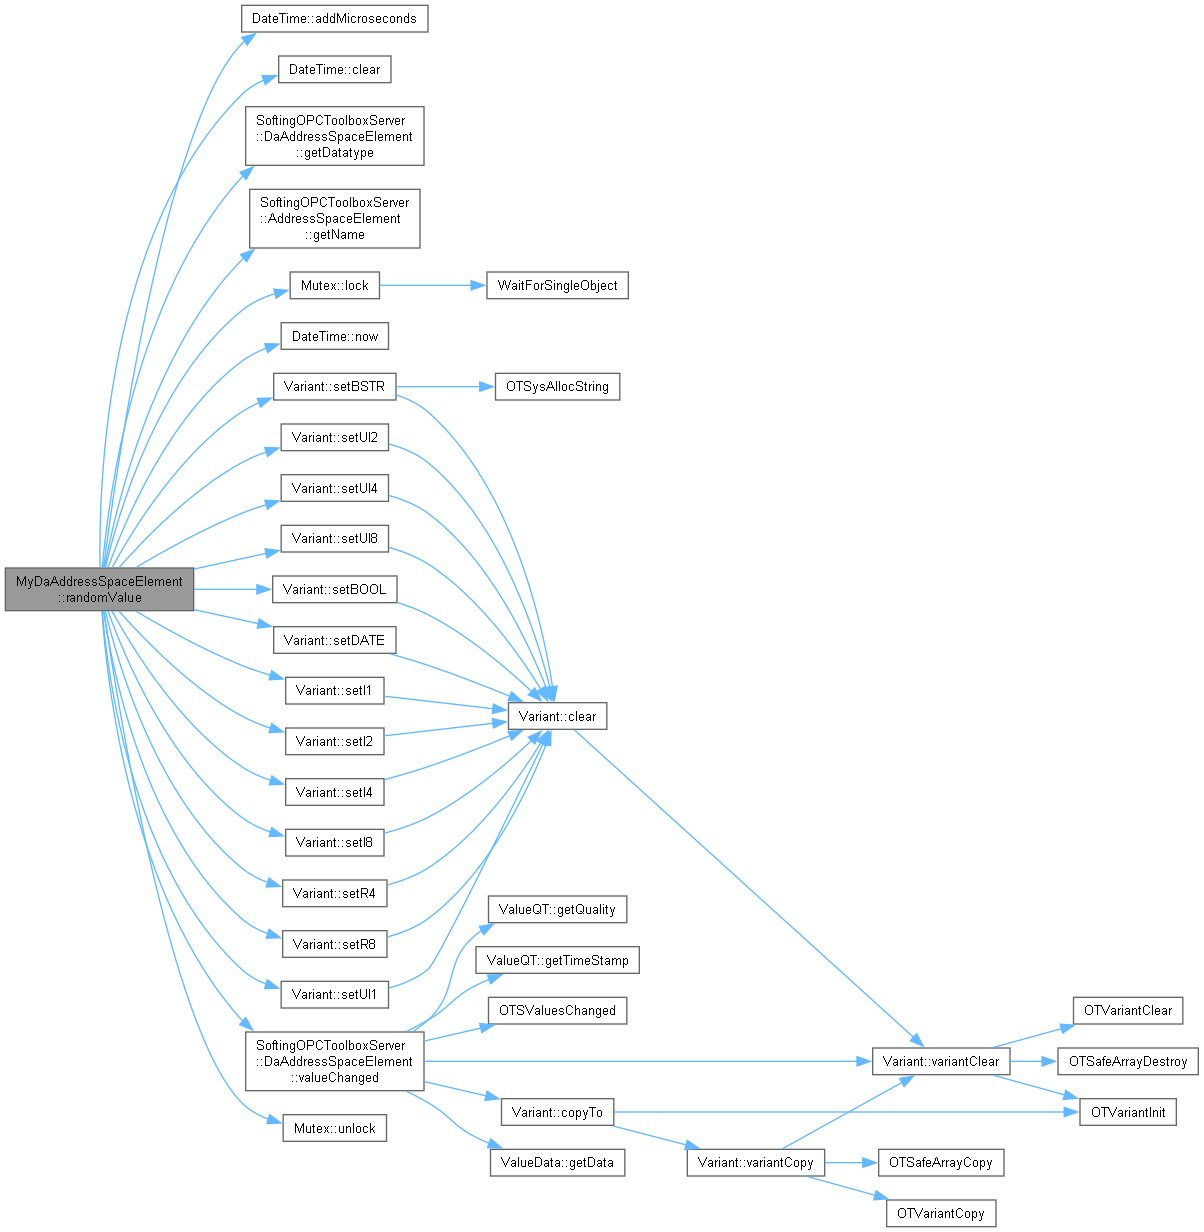 DateTime::addMicroseconds
DateTime::clear
SoftingOPCToolboxServer
::DaAddressSpaceElement
::getDatatype
SoftingOPCToolboxServer
::AddressSpaceElement
::getName
Mutex::lock
WaitForSingleObject
DateTime::now
Variant::setBSTR
OTSysAllocString
Variant::setUI2
Variant::setUI4
Variant::setUI8
MyDaAddressSpaceElement
::randomValue
Variant::setBOOL
Variant::setDATE
Variant::setI1
Variant::clear
Variant::setI2
Variant::setI4
Variant::setI8
Variant::setR4
ValueQT::getQuality
Variant::setR8
ValueQT::getTimeStamp
Variant::setUI1
OTSValuesChanged
OTVariantClear
SoftingOPCToolboxServer
::DaAddressSpaceElement
::valueChanged
Variant::variantClear
OTSafeArrayDestroy
Variant::copyTo
OTVariantInit
Mutex::unlock
ValueData::getData
Variant::variantCopy
OTSafeArrayCopy
OTVariantCopy